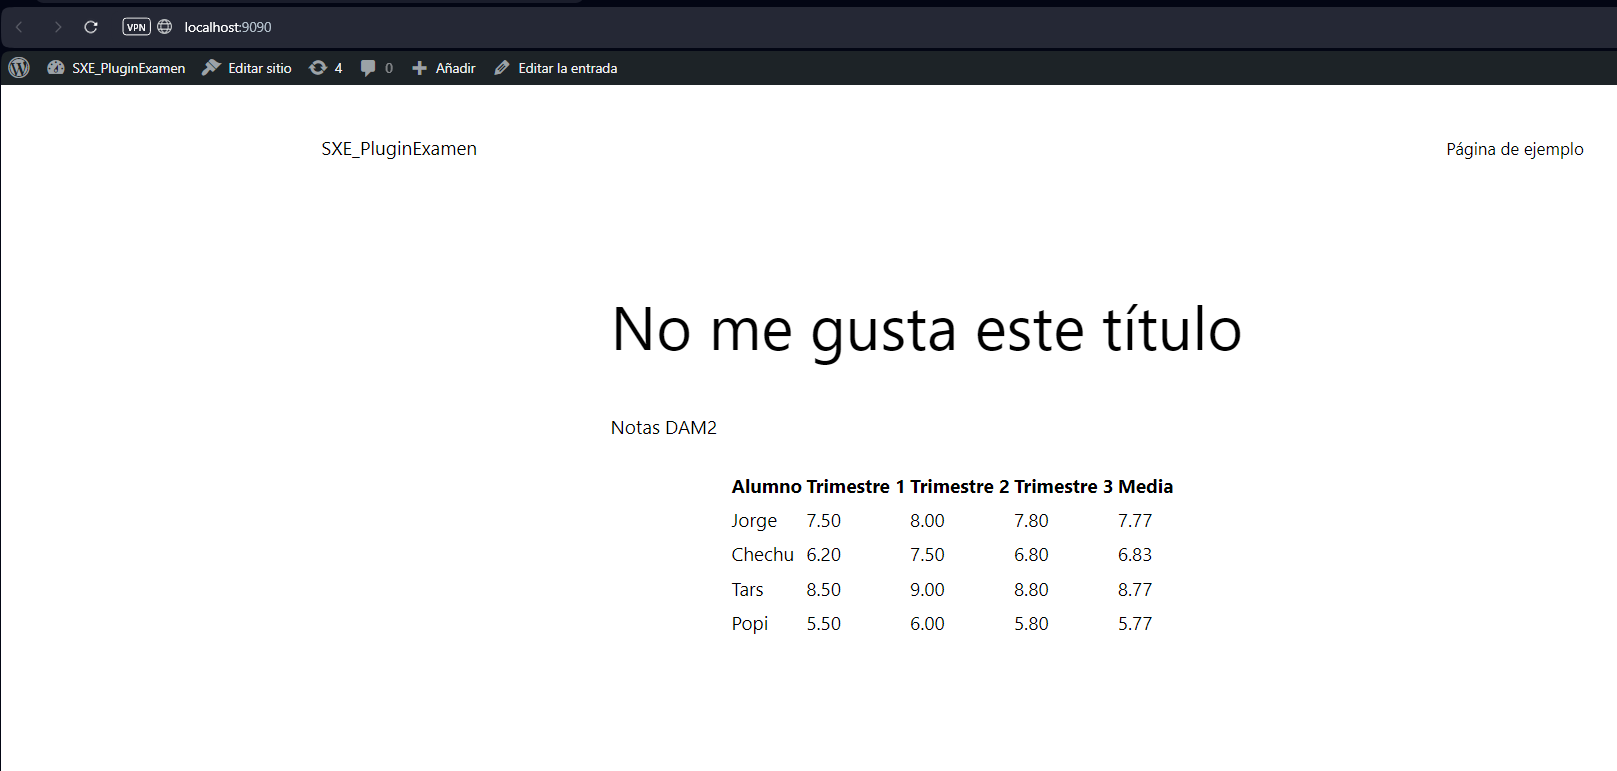 VPN localhost:9090
SXE_PluginExamen Editar sitio 4 0 Añadir Editar la entrada
SXE_PluginExamen Página de ejemplo
No me gusta este título
Notas DAM2
Alumno Trimestre 1 Trimestre 2 Trimestre 3 Media
Jorge 7.50 8.00 7.80 7.77
Chechu 6.20 7.50 6.80 6.83
Tars 8.50 9.00 8.80 8.77
Popi 5.50 6.00 5.80 5.77